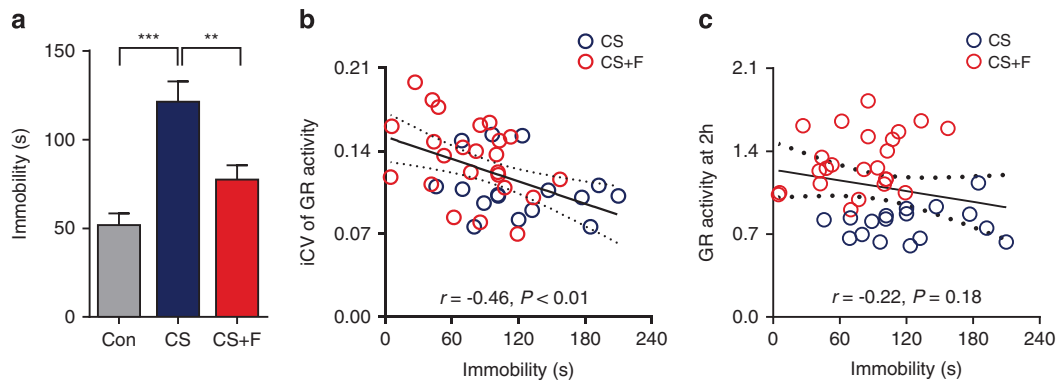 a
***
**
150
100
50
0
Immobility (s)
Con
CS
CS+F
b
CS
CS+F
0.21
0.14
0.07
0.00
iCV of GR activity
r = -0.46, P < 0.01
0
60
120
180
240
Immobility (s)
c
CS
CS+F
2.1
1.4
0.7
0.0
GR activity at 2h
r = -0.22, P = 0.18
0
60
120
180
240
Immobility (s)